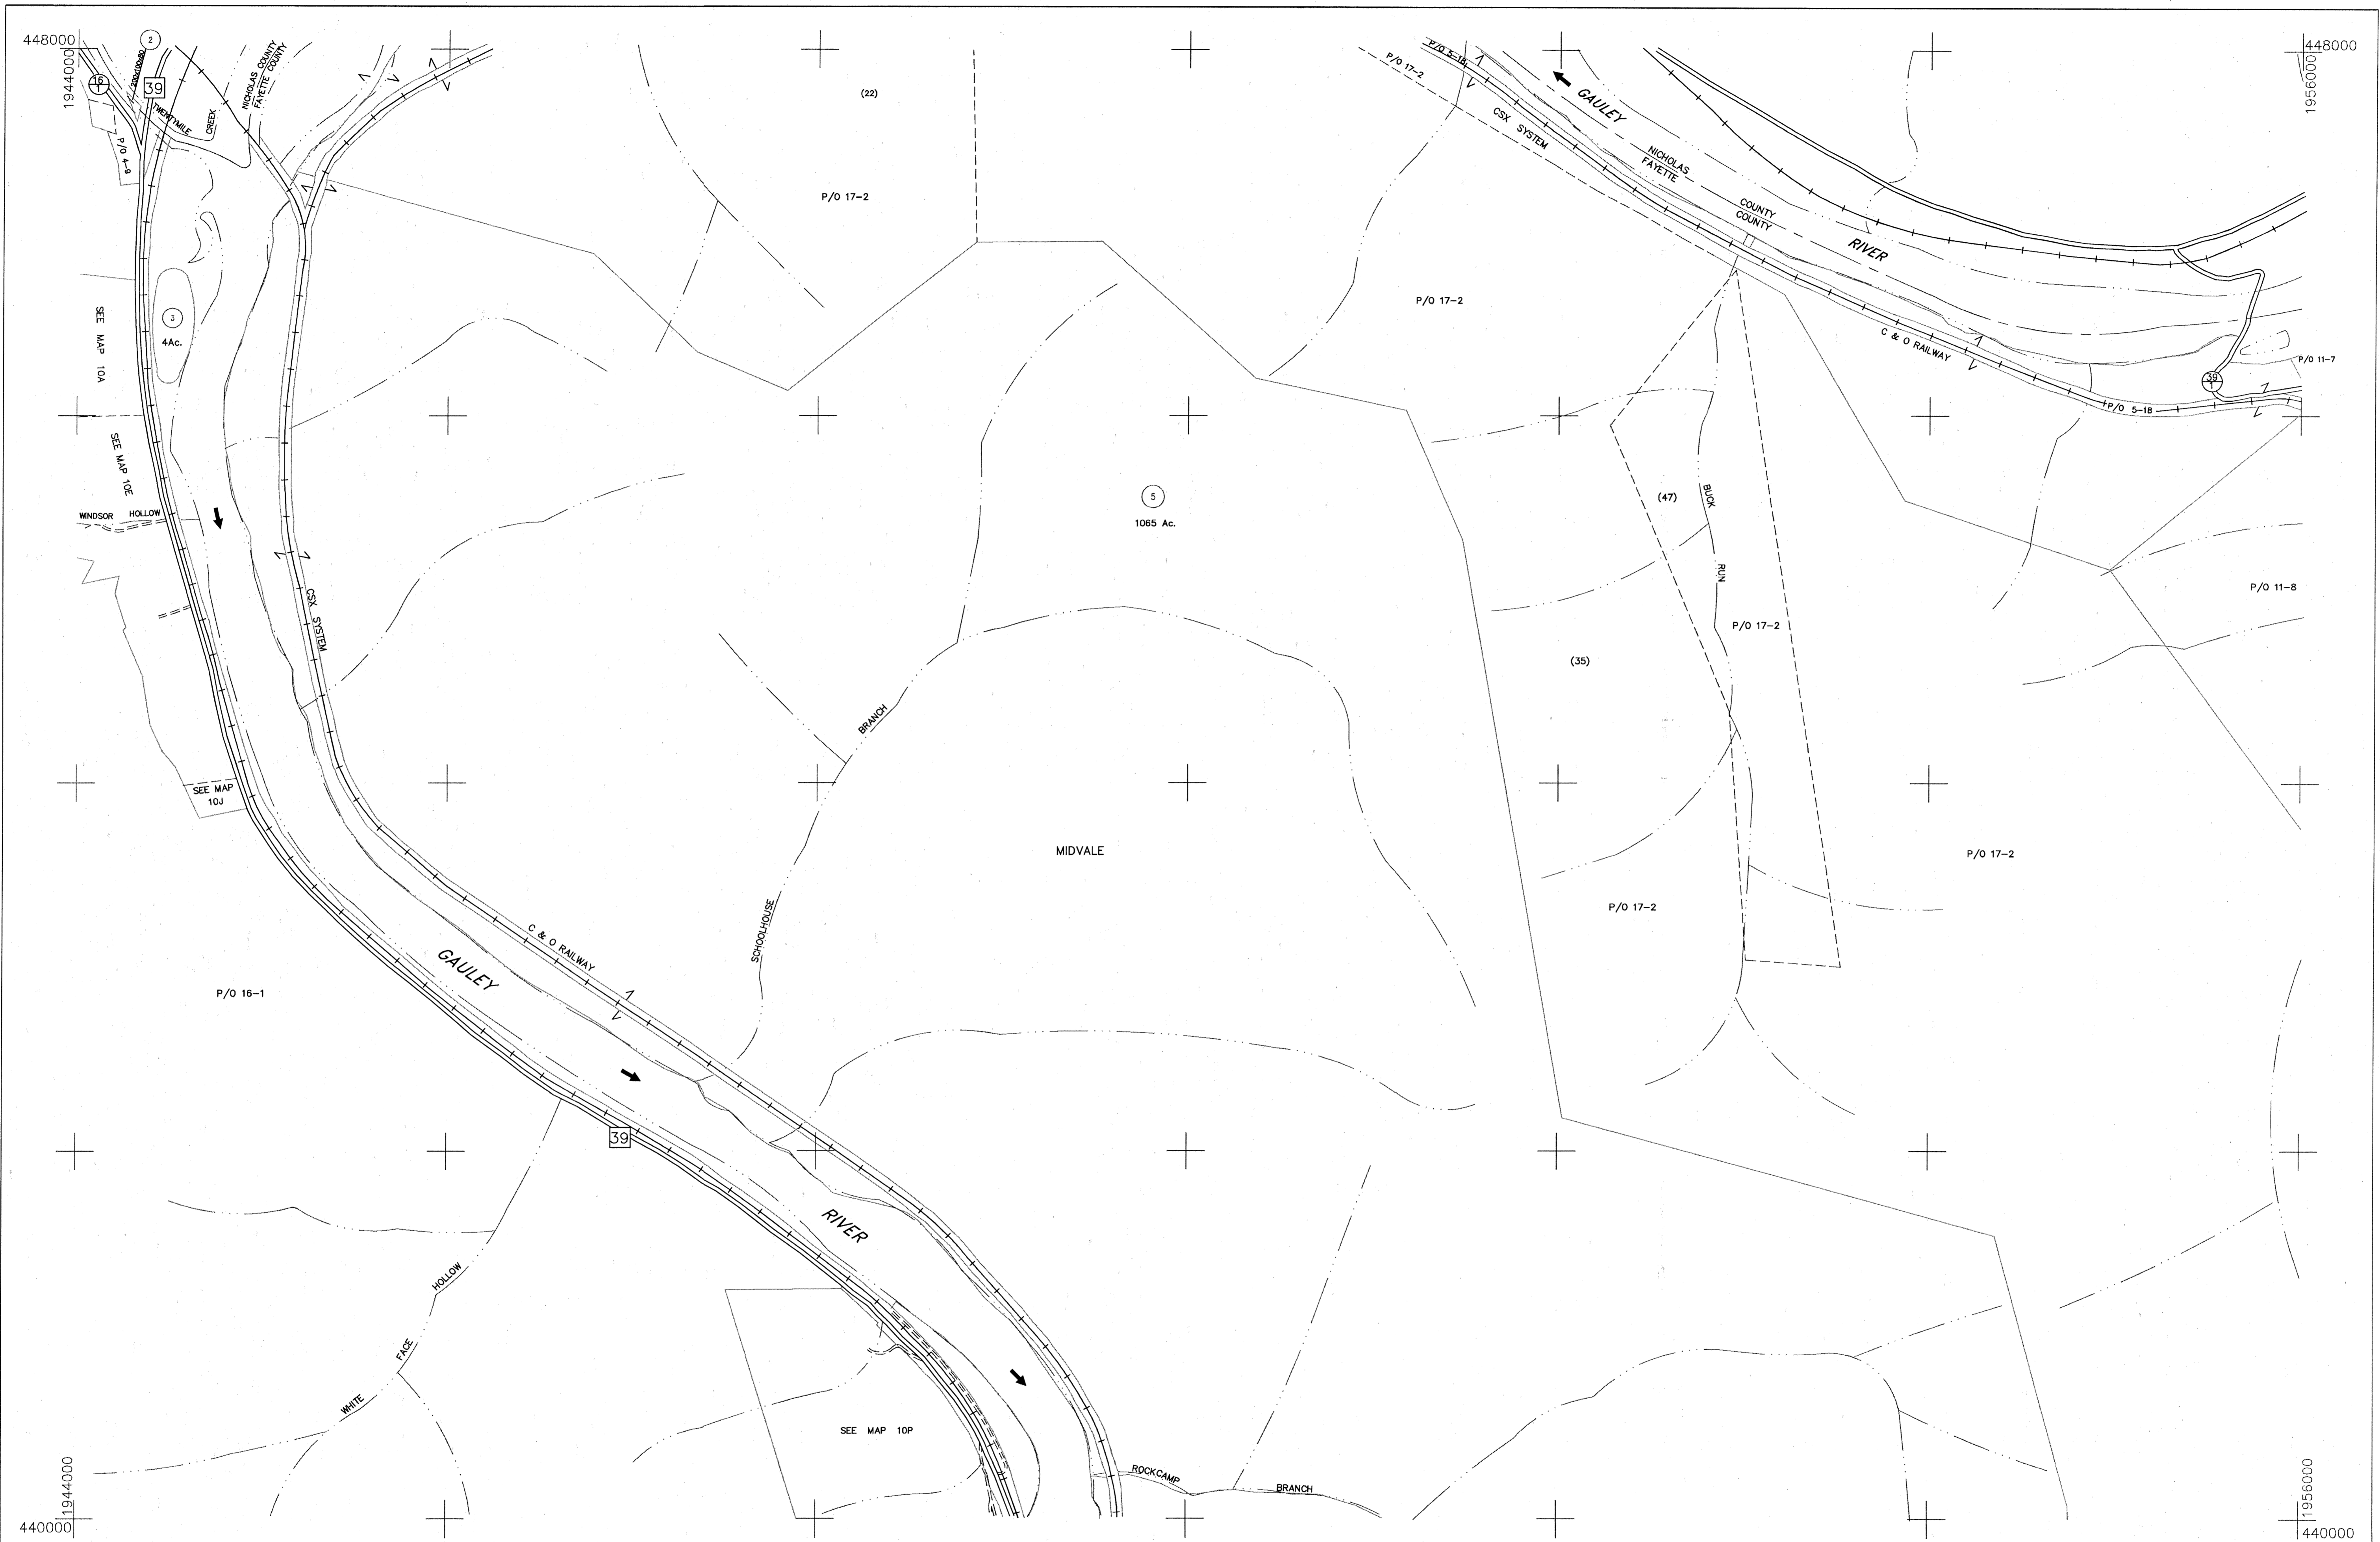 448000
1944000
2
200x100x80
16
1
39
TWENTYMILE
CREEK
NICHOLAS COUNTY
FAYETTE COUNTY
P/O 4-9
(22)
P/O 17-2
P/O 17-2
P/O 5-18
CSX SYSTEM
GAULEY
NICHOLAS
FAYETTE
COUNTY
COUNTY
RIVER
448000
1956000
3
4Ac.
SEE MAP 10A
SEE MAP 10E
WINDSOR HOLLOW
P/O 17-2
C & O RAILWAY
39
1
P/O 11-7
P/O 5-18
5
1065 Ac.
(47)
BUCK
RUN
P/O 17-2
P/O 11-8
(35)
CSX SYSTEM
BRANCH
SEE MAP
10J
MIDVALE
P/O 17-2
P/O 17-2
SCHOOLHOUSE
C & O RAILWAY
GAULEY
P/O 16-1
39
RIVER
HOLLOW
FACE
WHITE
SEE MAP 10P
ROCKCAMP
BRANCH
1944000
440000
1956000
440000